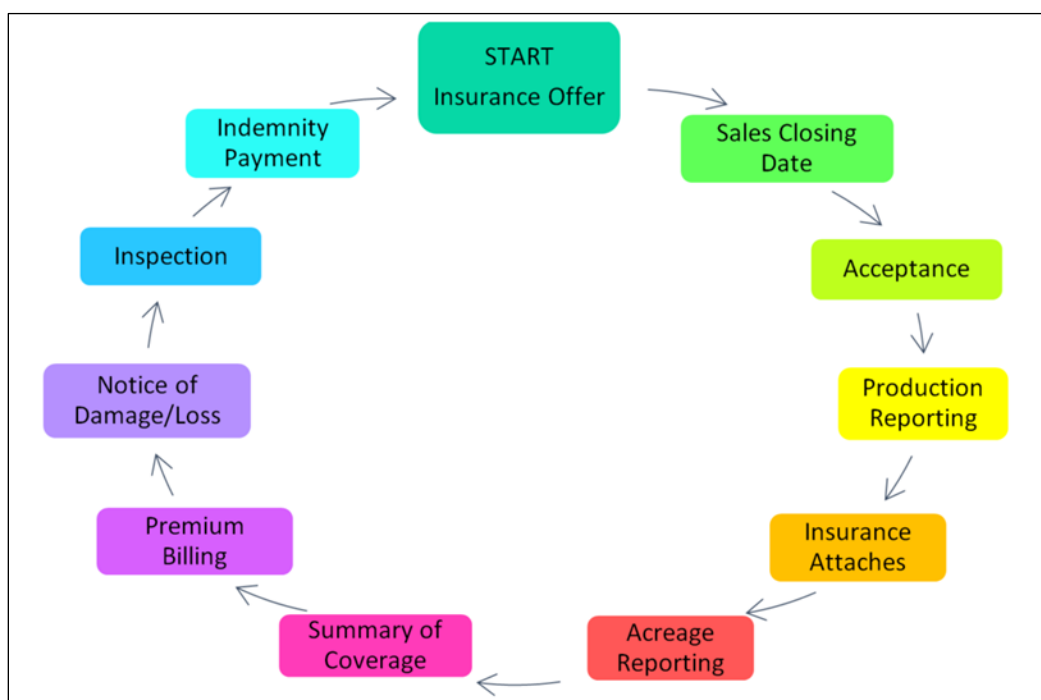 START
Insurance Offer
Sales Closing
Date
Acceptance
Production
Reporting
Insurance
Attaches
Acreage
Reporting
Summary of
Coverage
Premium
Billing
Notice of
Damage/Loss
Inspection
Indemnity
Payment